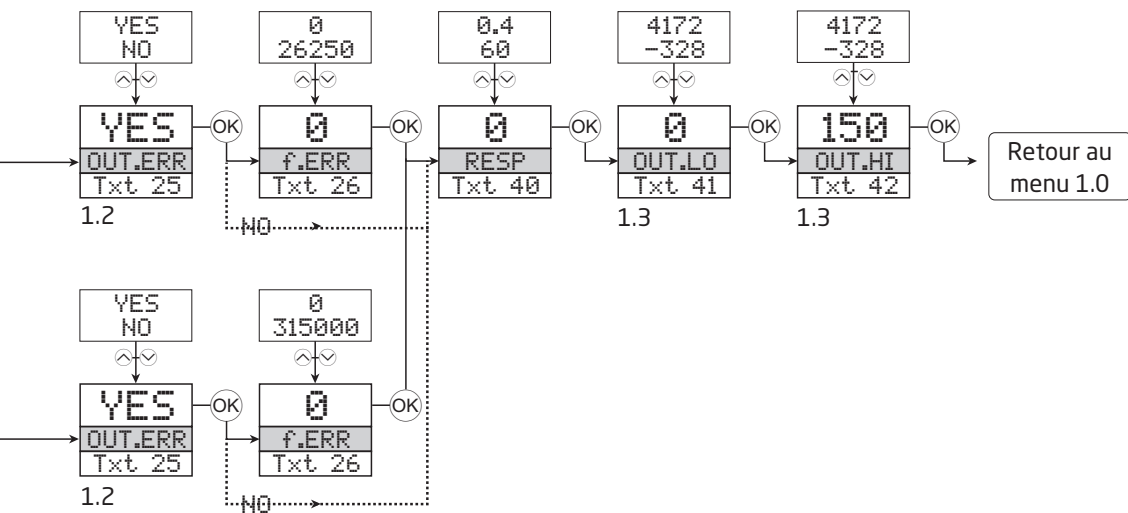 YES
NO
YES
OUT.ERR
Txt 25
1.2
OK
0
26250
0
f.ERR
Txt 26
OK
NO
0.4
60
0
RESP
Txt 40
OK
4172
-328
0
OUT.LO
Txt 41
1.3
OK
4172
-328
150
OUT.HI
Txt 42
1.3
OK
Retour au
menu 1.0
YES
NO
YES
OUT.ERR
Txt 25
1.2
OK
0
315000
0
f.ERR
Txt 26
OK
NO